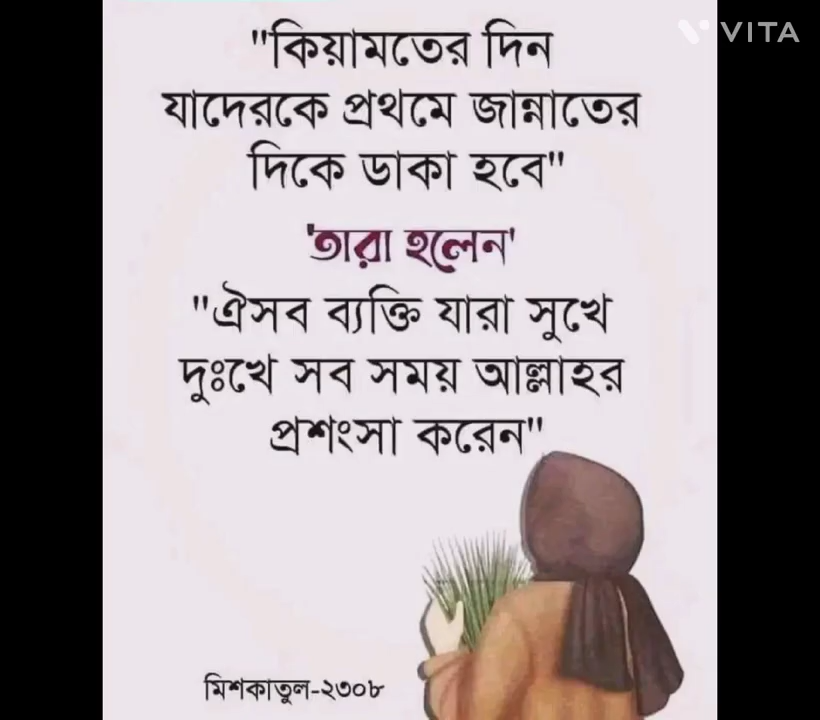 VITA
"কিয়ামতের দিন
যাদেরকে প্রথমে জান্নাতের
দিকে ডাকা হবে"
'তারা হলেন'
"ঐসব ব্যক্তি যারা সুখে
দুঃখে সব সময় আল্লাহর
প্রশংসা করেন"
মিশকাতুল-২৩০৮